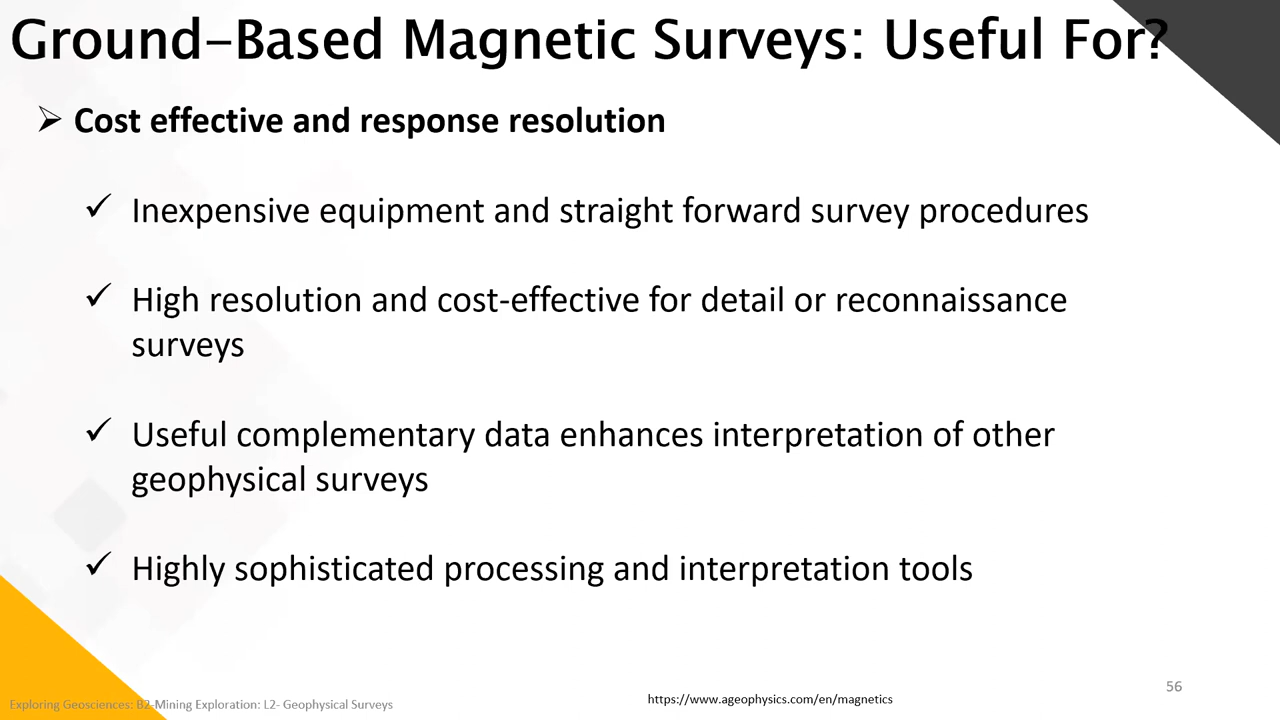 Ground-Based Magnetic Surveys: Useful For?
➢ Cost effective and response resolution
✓ Inexpensive equipment and straight forward survey procedures
✓ High resolution and cost-effective for detail or reconnaissance
surveys
✓ Useful complementary data enhances interpretation of other
geophysical surveys
✓ Highly sophisticated processing and interpretation tools
56
Exploring Geosciences: B2-Mining Exploration: L2- Geophysical Surveys
https://www.ageophysics.com/en/magnetics